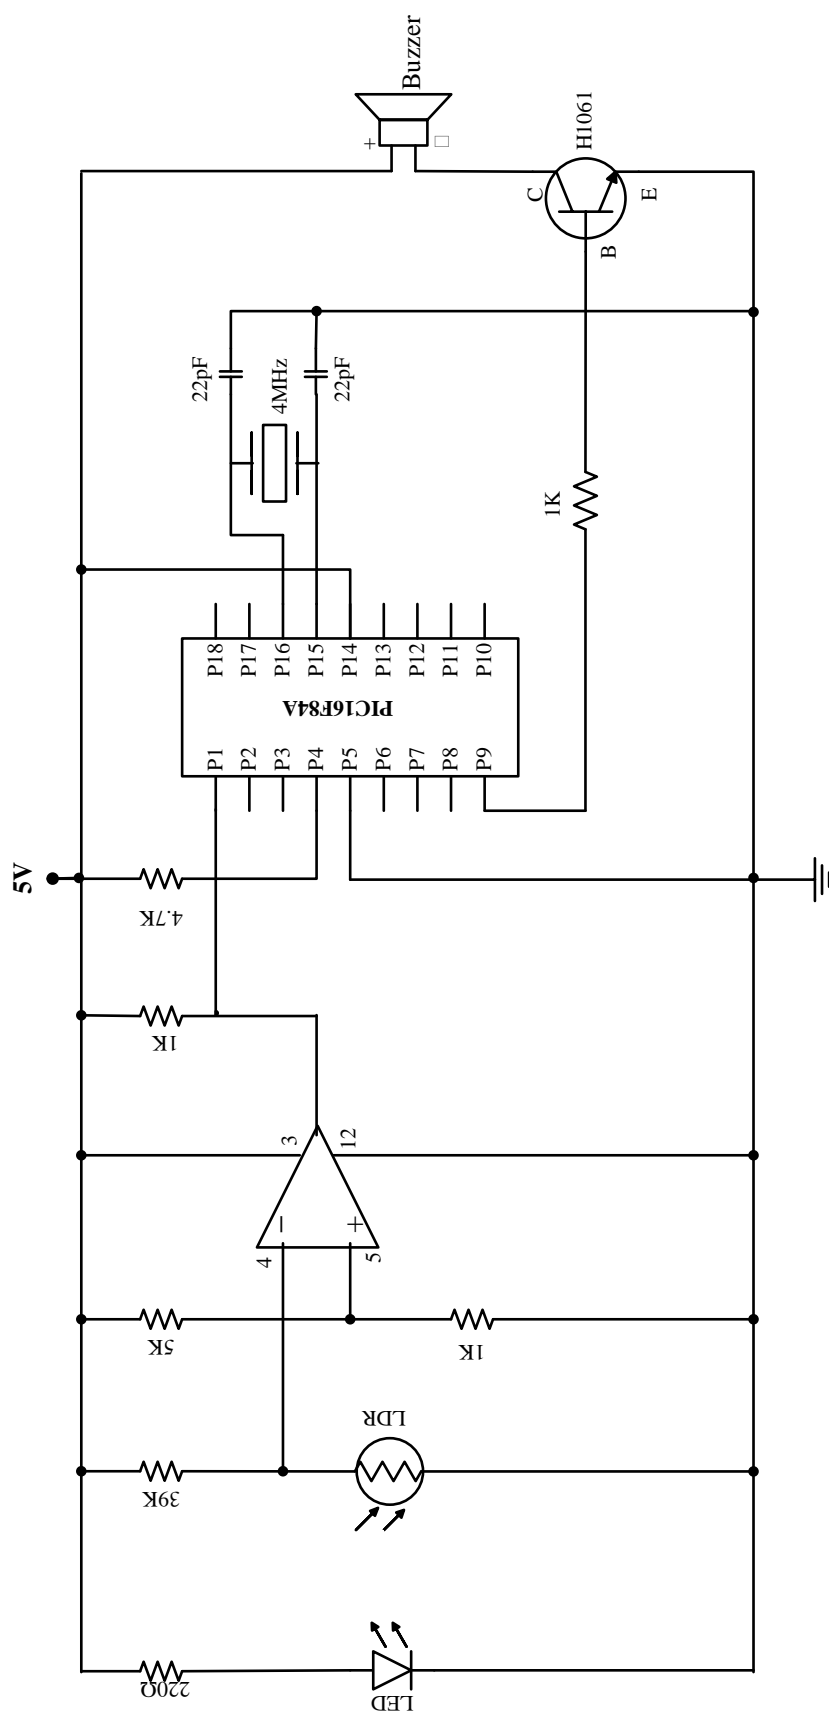 Buzzer
+
H1061
C
E
B
22pF
4MHz
22pF
1K
P18
P17
P16
P15
P14
P13
P12
P11
P10
PIC16F84A
P1
P2
P3
P4
P5
P6
P7
P8
P9
5V
4.7K
1K
3
12
−
+
4
5
5K
1K
LDR
39K
220Ω
LED